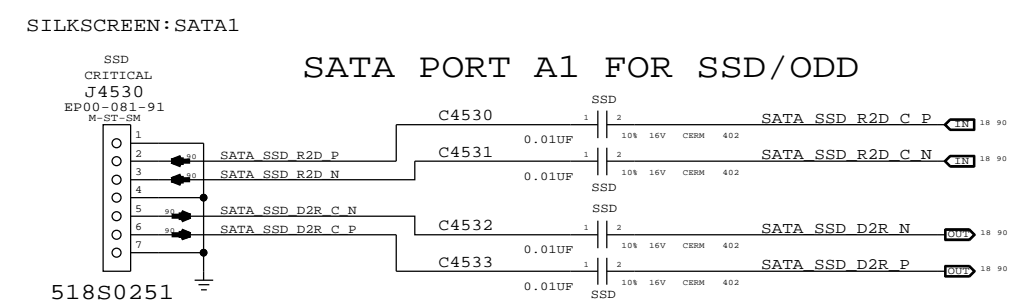 SILKSCREEN:SATA1
SSD
CRITICAL
J4530
EP00-081-91
M-ST-SM
SATA PORT A1 FOR SSD/ODD
SSD
C4530 1 2 SATA_SSD_R2D_C_P IN 18 90
0.01UF 10% 16V CERM 402
1
2 90 SATA_SSD_R2D_P
C4531 1 2 SATA_SSD_R2D_C_N IN 18 90
3 90 SATA_SSD_R2D_N
0.01UF 10% 16V CERM 402
SSD
4
SSD
5 90 SATA_SSD_D2R_C_N
C4532 1 2 SATA_SSD_D2R_N OUT 18 90
6 90 SATA_SSD_D2R_C_P
0.01UF 10% 16V CERM 402
7
C4533 1 2 SATA_SSD_D2R_P OUT 18 90
0.01UF 10% 16V CERM 402
SSD
518S0251